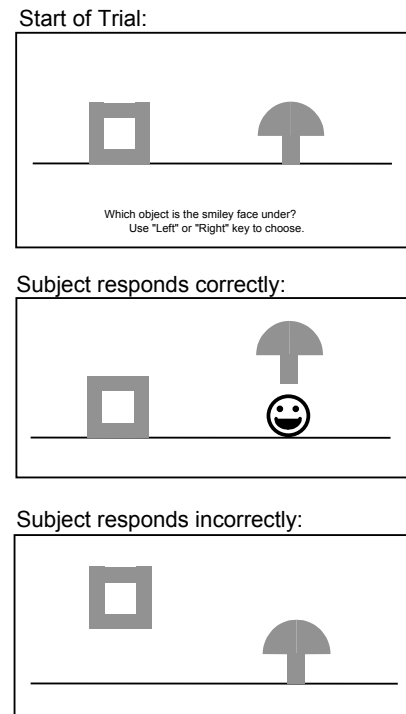 Start of Trial:
Which object is the smiley face under?
Use "Left" or "Right" key to choose.
Subject responds correctly:
Subject responds incorrectly: